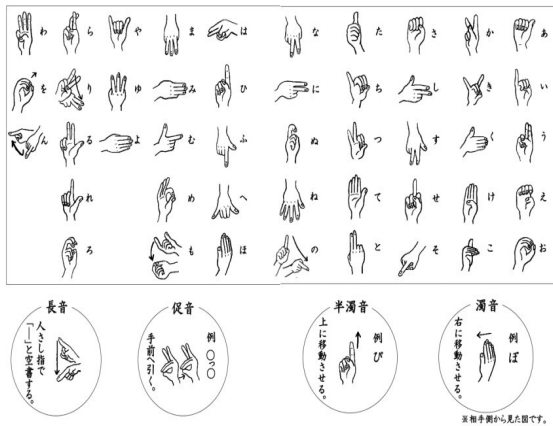 あ
い
う
え
お
か
き
く
け
こ
さ
し
す
せ
そ
た
ち
つ
て
と
な
に
ぬ
ね
の
は
ひ
ふ
へ
ほ
ま
み
む
め
も
や
ゆ
よ
ら
り
る
れ
ろ
わ
を
ん
濁音
例 ぼ
右に移動させる。
半濁音
例 ぴ
上に移動させる。
促音
例 ○っ○
手前へ引く。
長音
人さし指で
「ー」と空書する。
※相手側から見た図です。